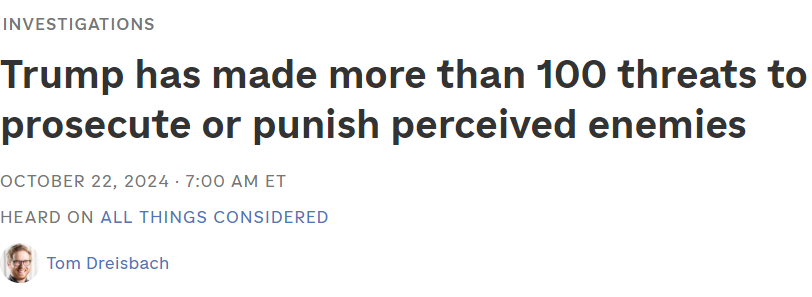 INVESTIGATIONS
Trump has made more than 100 threats to
prosecute or punish perceived enemies
OCTOBER 22, 2024 · 7:00 AM ET
HEARD ON ALL THINGS CONSIDERED
Tom Dreisbach